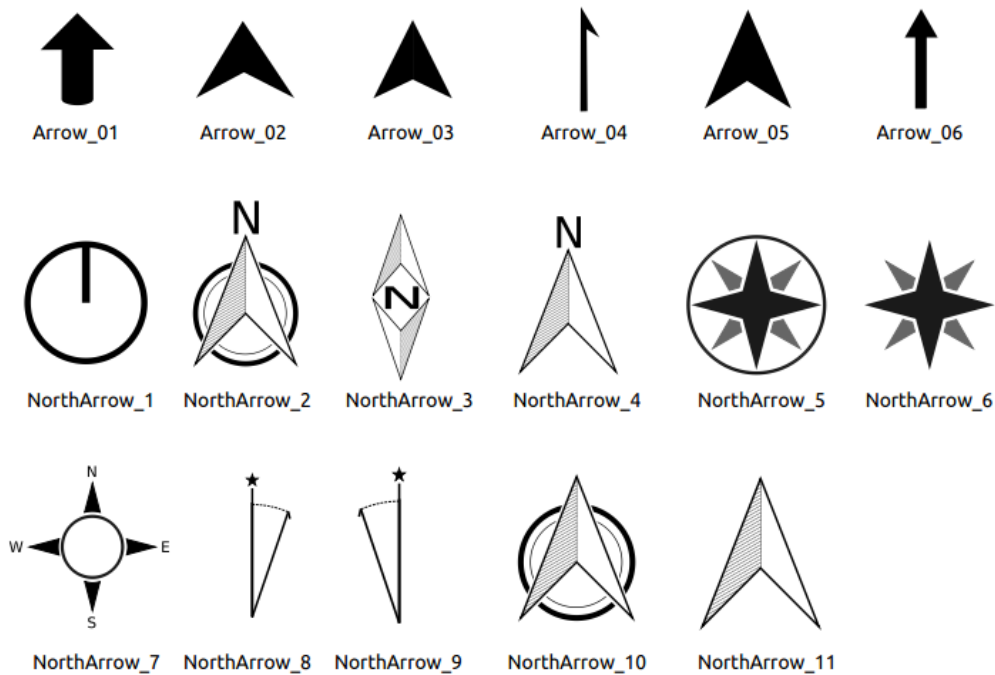 Arrow_01 Arrow_02 Arrow_03 Arrow_04 Arrow_05 Arrow_06
N N N
NorthArrow_1 NorthArrow_2 NorthArrow_3 NorthArrow_4 NorthArrow_5 NorthArrow_6
N
W E
S
NorthArrow_7 NorthArrow_8 NorthArrow_9 NorthArrow_10 NorthArrow_11